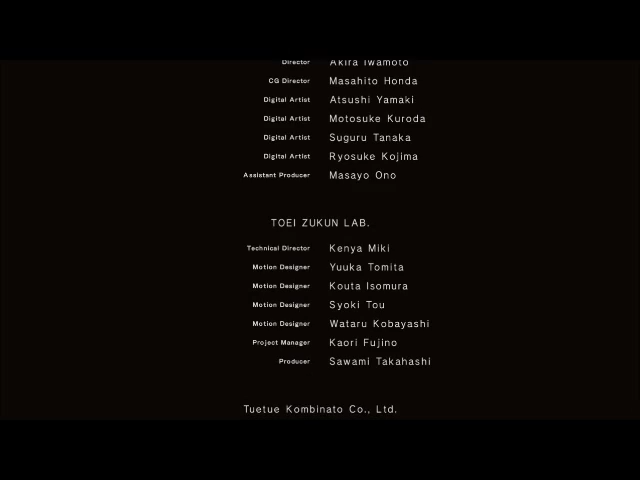 Director Akira Iwamoto
CG Director Masahito Honda
Digital Artist Atsushi Yamaki
Digital Artist Motosuke Kuroda
Digital Artist Suguru Tanaka
Digital Artist Ryosuke Kojima
Assistant Producer Masayo Ono
TOEI ZUKUN LAB.
Technical Director Kenya Miki
Motion Designer Yuuka Tomita
Motion Designer Kouta Isomura
Motion Designer Syoki Tou
Motion Designer Wataru Kobayashi
Project Manager Kaori Fujino
Producer Sawami Takahashi
Tuetue Kombinato Co., Ltd.